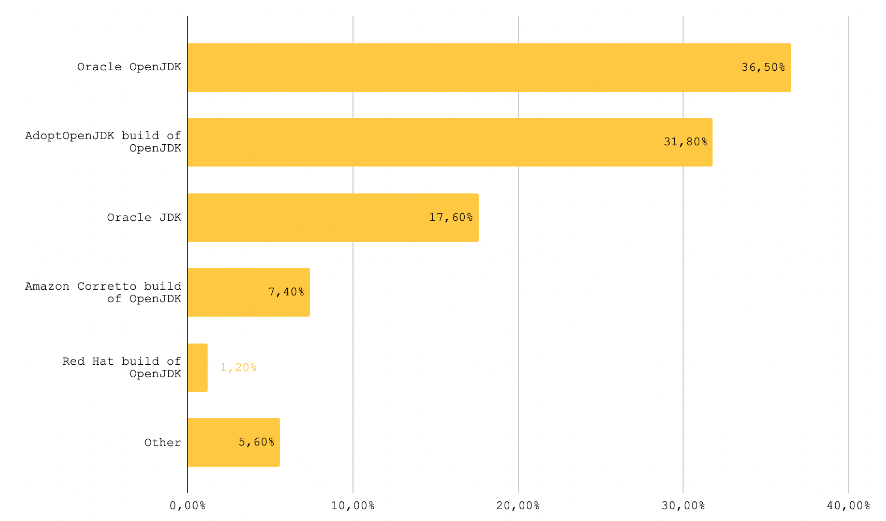 Oracle OpenJDK
36,50%
AdoptOpenJDK build of
OpenJDK
31,80%
Oracle JDK
17,60%
Amazon Corretto build
of OpenJDK
7,40%
Red Hat build of
OpenJDK
1,20%
Other
5,60%
0,00%
10,00%
20,00%
30,00%
40,00%